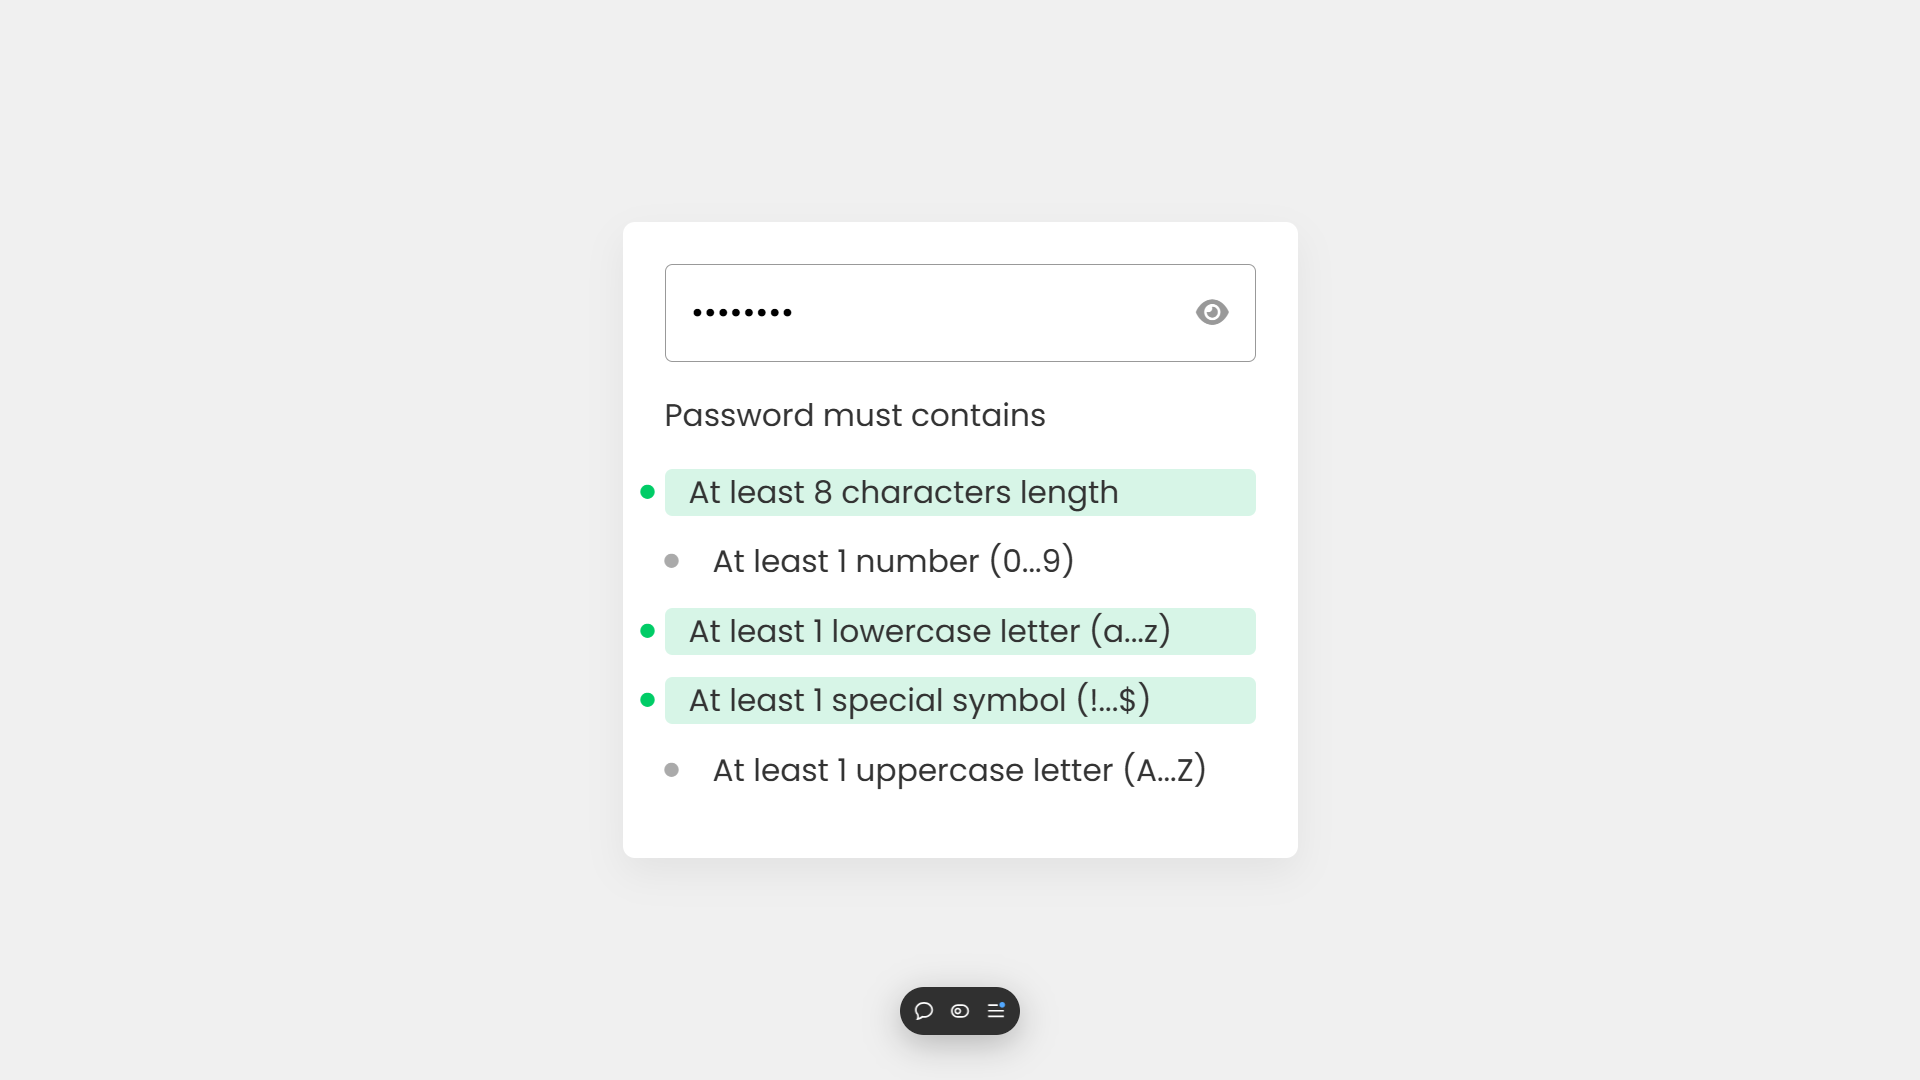 ••••••••
Password must contains
At least 8 characters length
At least 1 number (0...9)
At least 1 lowercase letter (a...z)
At least 1 special symbol (!...$)
At least 1 uppercase letter (A...Z)